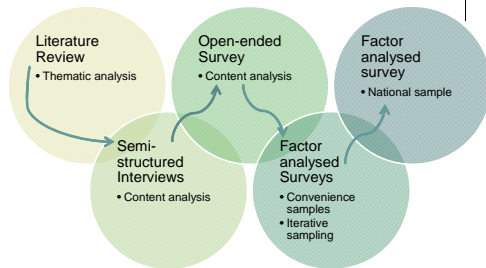 Literature
Review
• Thematic analysis
Semi-
structured
Interviews
• Content analysis
Open-ended
Survey
• Content analysis
Factor
analysed
Surveys
• Convenience
samples
• Iterative
sampling
Factor
analysed
survey
• National sample